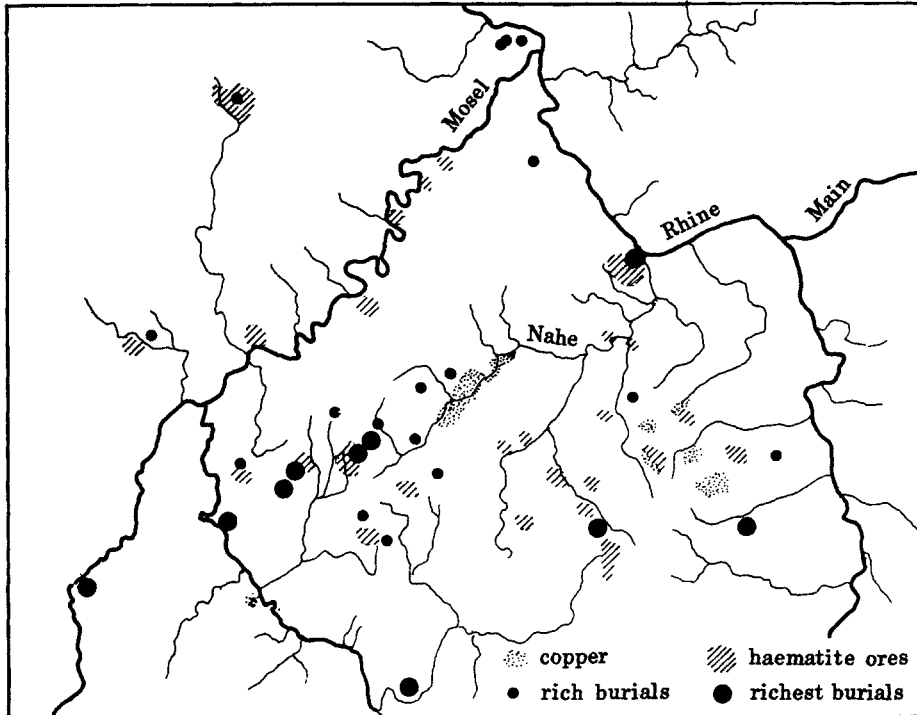 Mosel
Rhine
Main
Nahe
copper
haematite ores
rich burials
richest burials